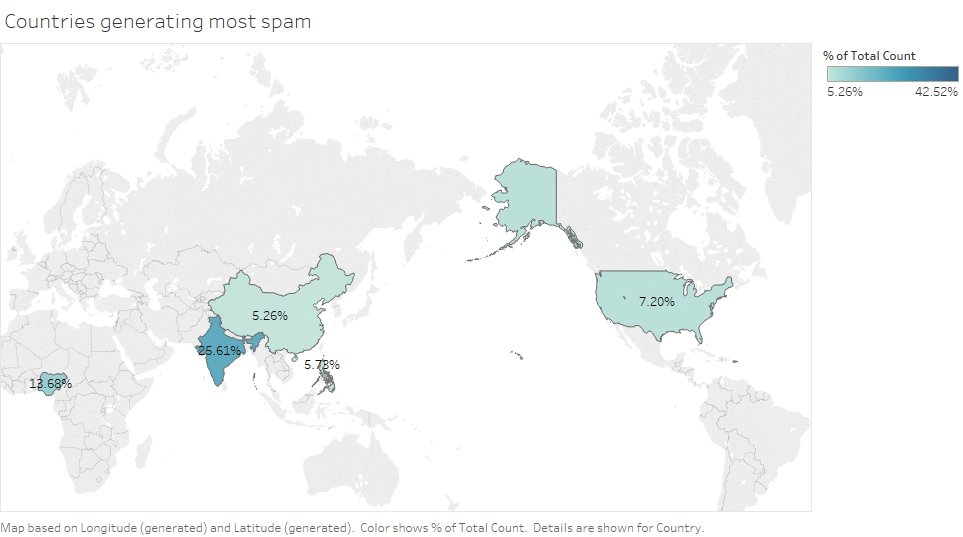 Countries generating most spam
% of Total Count
5.26%
42.52%
7.20%
5.26%
25.61%
5.73%
13.68%
Map based on Longitude (generated) and Latitude (generated).  Color shows % of Total Count.  Details are shown for Country.